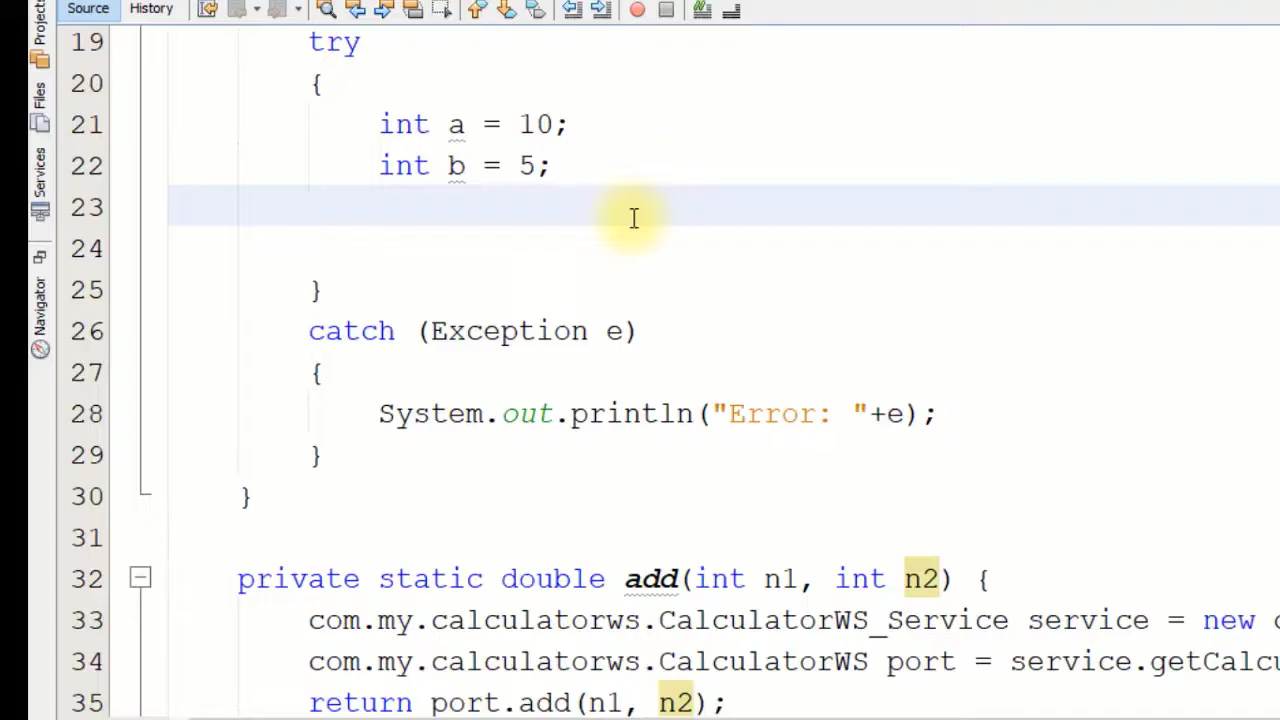 Source History
Projects
Files
Services
Navigator
19 try
20 {
21 int a = 10;
22 int b = 5;
23
24
25 }
26 catch (Exception e)
27 {
28 System.out.println("Error: "+e);
29 }
30 }
31
32 private static double add(int n1, int n2) {
33 com.my.calculatorws.CalculatorWS_Service service = new
34 com.my.calculatorws.CalculatorWS port = service.getCalcu
35 return port.add(n1, n2);